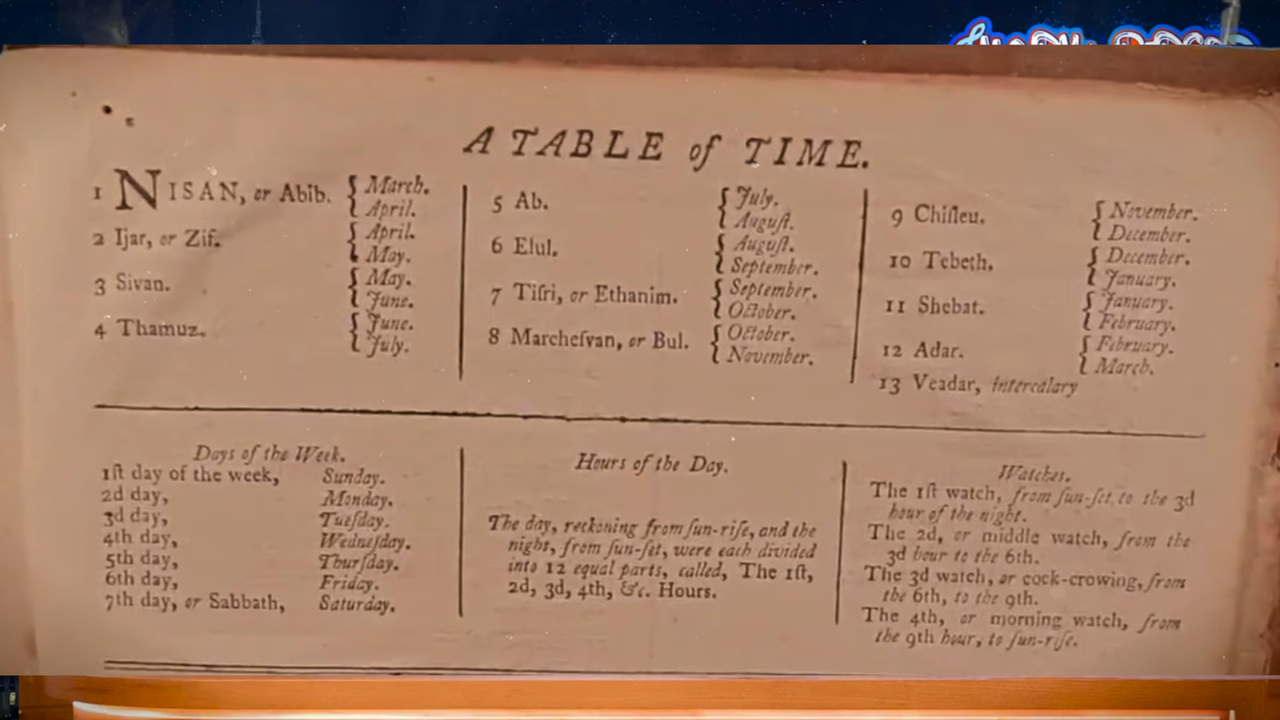 A TABLE of TIME.
1 NISAN, or Abib. { March.
{ April.
2 Ijar, or Zif. { April.
{ May.
3 Sivan. { May.
{ June.
4 Thamuz. { June.
{ July.
5 Ab. { July.
{ Auguſt.
6 Elul. { Auguſt.
{ September.
7 Tiſri, or Ethanim. { September.
{ October.
8 Marcheſvan, or Bul. { October.
{ November.
9 Chiſleu. { November.
{ December.
10 Tebeth. { December.
{ January.
11 Shebat. { January.
{ February.
12 Adar. { February.
{ March.
13 Veadar, intercalary
Days of the Week.
1ſt day of the week, Sunday.
2d day, Monday.
3d day, Tueſday.
4th day, Wedneſday.
5th day, Thurſday.
6th day, Friday.
7th day, or Sabbath, Saturday.
Hours of the Day.
The day, reckoning from ſun-riſe, and the
night, from ſun-ſet, were each divided
into 12 equal parts, called, The 1ſt,
2d, 3d, 4th, &c. Hours.
Watches.
The 1ſt watch, from ſun-ſet to the 3d
hour of the night.
The 2d, or middle watch, from the
3d hour to the 6th.
The 3d watch, or cock-crowing, from
the 6th, to the 9th.
The 4th, or morning watch, from
the 9th hour, to ſun-riſe.